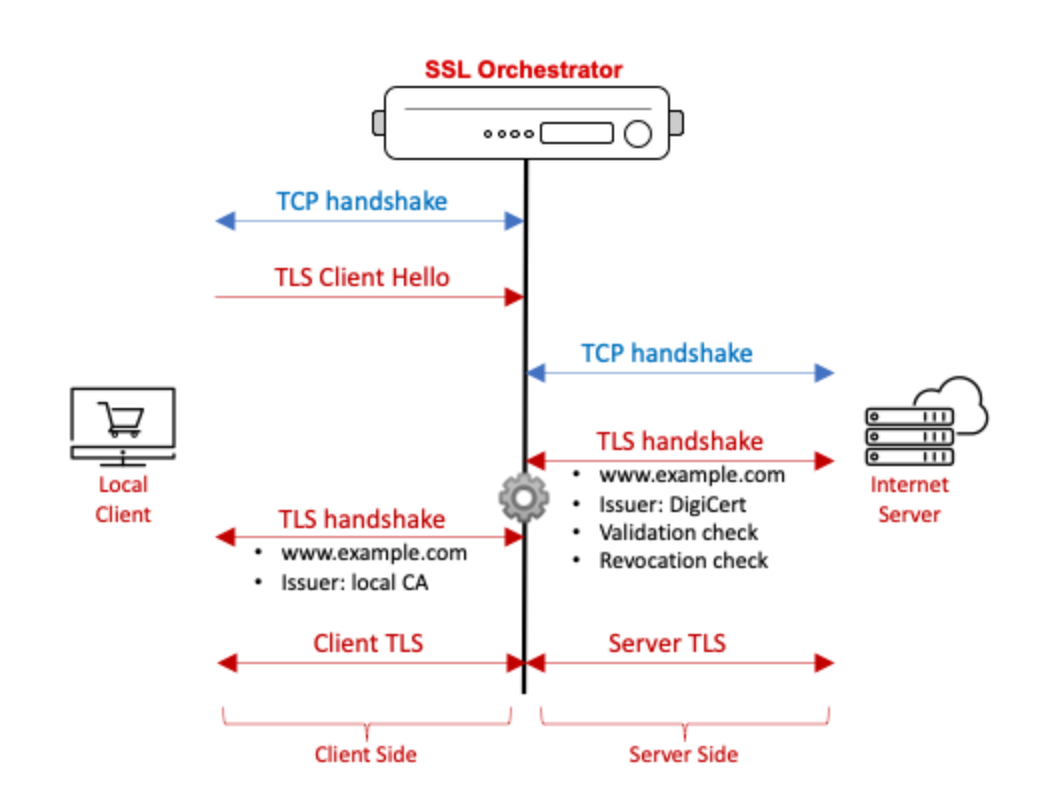 SSL Orchestrator
TCP handshake
TLS Client Hello
TCP handshake
TLS handshake
• www.example.com
• Issuer: DigiCert
• Validation check
• Revocation check
Local
Client
Internet
Server
TLS handshake
• www.example.com
• Issuer: local CA
Client TLS
Server TLS
Client Side
Server Side